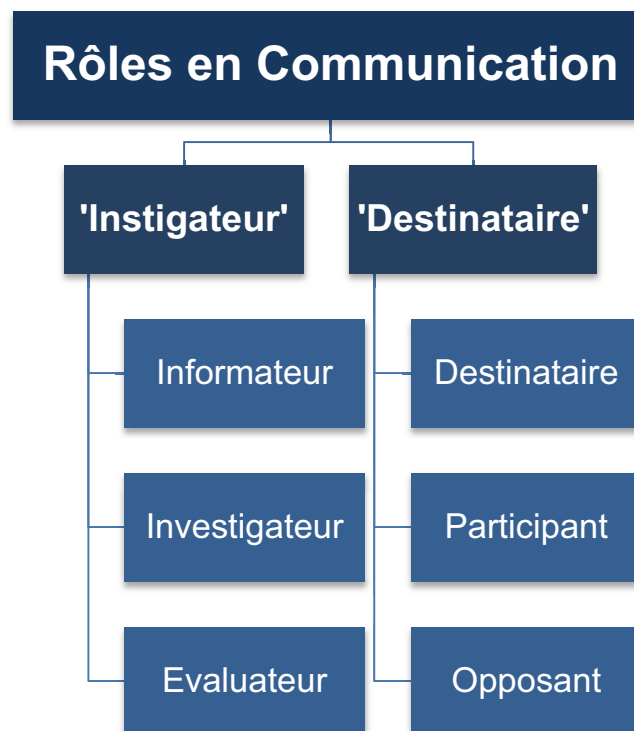 Rôles en Communication
'Instigateur'
'Destinataire'
Informateur
Destinataire
Investigateur
Participant
Evaluateur
Opposant